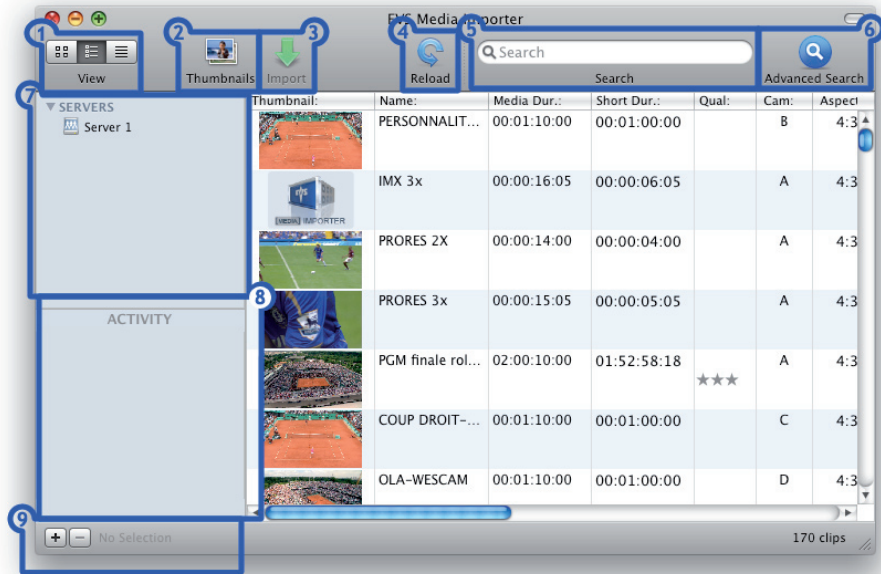 EVS Media Importer
1
2
3
4
5
6
View
Thumbnails
Import
Reload
Search
Search
Advanced Search
7
SERVERS
Server 1
Thumbnail:
Name:
Media Dur.:
Short Dur.:
Qual:
Cam:
Aspect
PERSONNALIT...
00:01:10:00
00:01:00:00
B
4:3
[MEDIA] IMPORTER
IMX 3x
00:00:16:05
00:00:06:05
A
4:3
PRORES 2X
00:00:14:00
00:00:04:00
A
4:3
8
ACTIVITY
PRORES 3x
00:00:15:05
00:00:05:05
A
4:3
PGM finale rol...
02:00:10:00
01:52:58:18
★★★
A
4:3
COUP DROIT-...
00:01:10:00
00:01:00:00
C
4:3
OLA-WESCAM
00:01:10:00
00:01:00:00
D
4:3
9
+
−
No Selection
170 clips